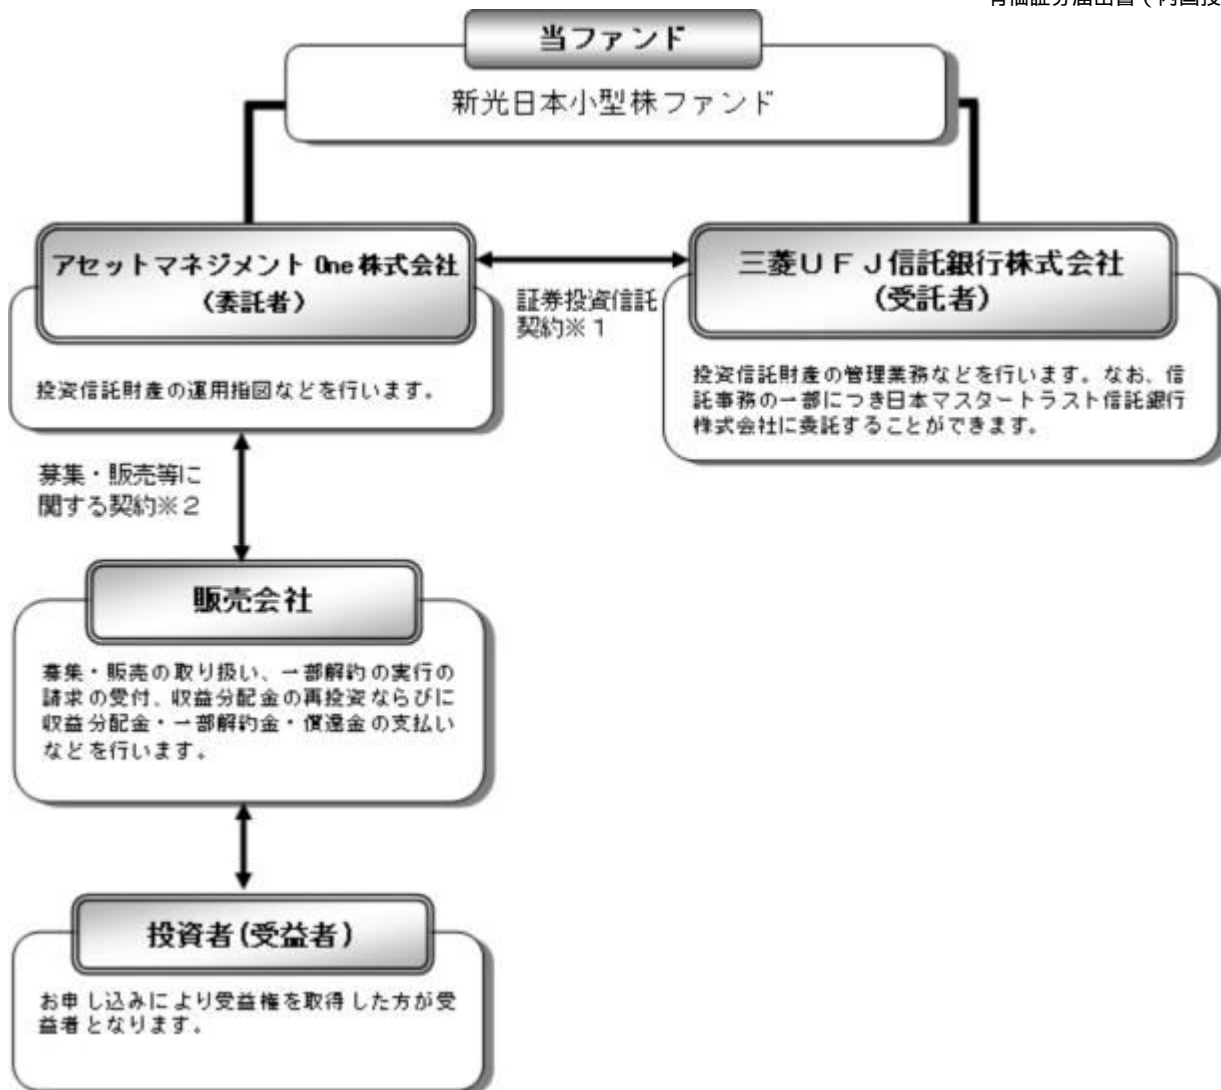 当ファンド
新光日本小型株ファンド
アセットマネジメント One 株式会社
(委託者)
三菱UFJ信託銀行株式会社
(受託者)
証券投資信託
契約※1
投資信託財産の運用指図などを行います。
投資信託財産の管理業務などを行います。なお、信
託事務の一部につき日本マスタートラスト信託銀行
株式会社に委託することができます。
募集・販売等に
関する契約※2
販売会社
募集・販売の取り扱い、一部解約の実行の
請求の受付、収益分配金の再投資ならびに
収益分配金・一部解約金・償還金の支払い
などを行います。
投資者(受益者)
お申し込みにより受益権を取得した方が受
益者となります。